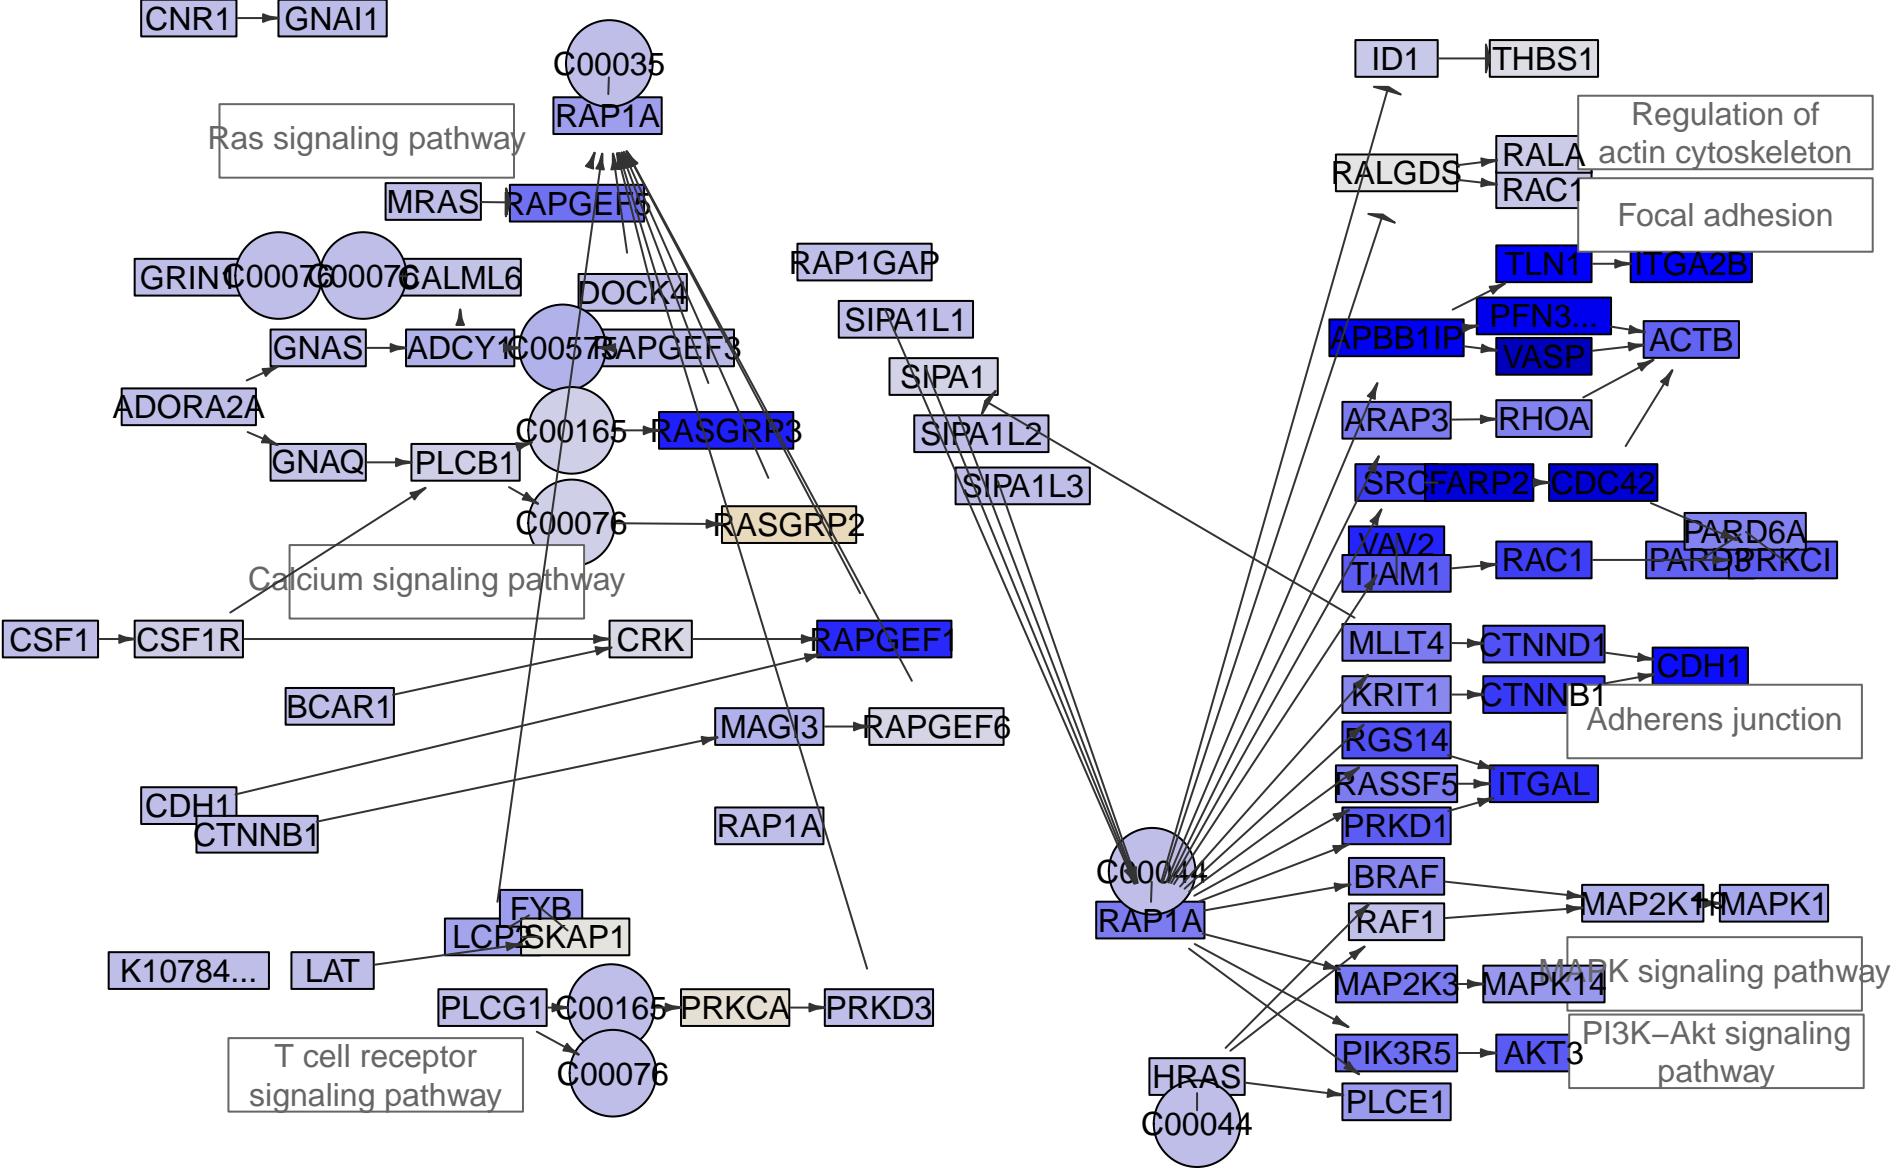 CNR1
GNAI1
C00035
RAP1A
Ras signaling pathway
MRAS
RAPGEF5
GRIN1
C00076
C00076
CALML6
DOCK4
GNAS
ADCY1
C00575
RAPGEF3
ADORA2A
GNAQ
PLCB1
C00165
RASGRP3
C00076
RASGRP2
Calcium signaling pathway
CSF1
CSF1R
CRK
RAPGEF1
BCAR1
MAGI3
RAPGEF6
CDH1
CTNNB1
RAP1A
FYB
LCP2
SKAP1
K10784...
LAT
PLCG1
C00165
PRKCA
PRKD3
C00076
T cell receptor
signaling pathway
RAP1GAP
SIPA1L1
SIPA1
SIPA1L2
SIPA1L3
C00044
RAP1A
HRAS
C00044
ID1
THBS1
Regulation of
actin cytoskeleton
RALGDS
RALA
RAC1
Focal adhesion
TLN1
ITGA2B
APBB1IP
PFN3...
VASP
ACTB
ARAP3
RHOA
SRC
FARP2
CDC42
VAV2
TIAM1
RAC1
PARD6A
PARD3
PRKCI
MLLT4
CTNND1
CDH1
KRIT1
CTNNB1
Adherens junction
RGS14
RASSF5
ITGAL
PRKD1
BRAF
RAF1
MAP2K1
+p
MAPK1
MAP2K3
MAPK14
MAPK signaling pathway
PIK3R5
AKT3
PI3K−Akt signaling
pathway
PLCE1